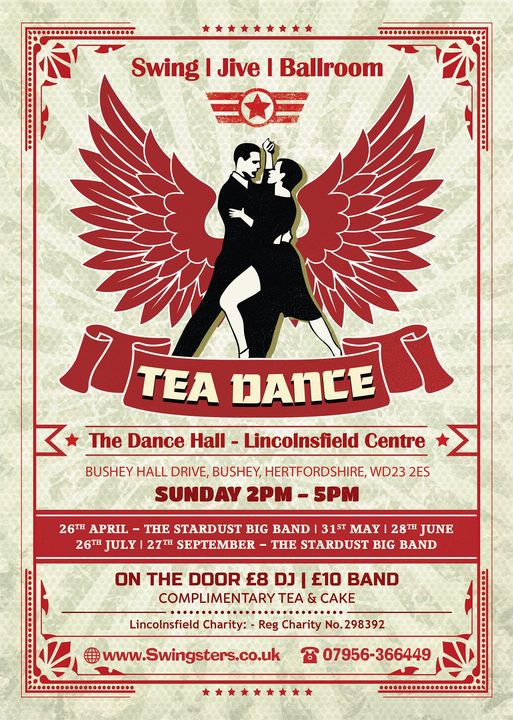 Swing | Jive | Ballroom
TEA DANCE
The Dance Hall - Lincolnsfield Centre
BUSHEY HALL DRIVE, BUSHEY, HERTFORDSHIRE, WD23 2ES
SUNDAY 2PM – 5PM
26TH APRIL – THE STARDUST BIG BAND | 31ST MAY | 28TH JUNE
26TH JULY | 27TH SEPTEMBER – THE STARDUST BIG BAND
ON THE DOOR £8 DJ | £10 BAND
COMPLIMENTARY TEA & CAKE
Lincolnsfield Charity: - Reg Charity No. 298392
www.Swingsters.co.uk 07956-366449